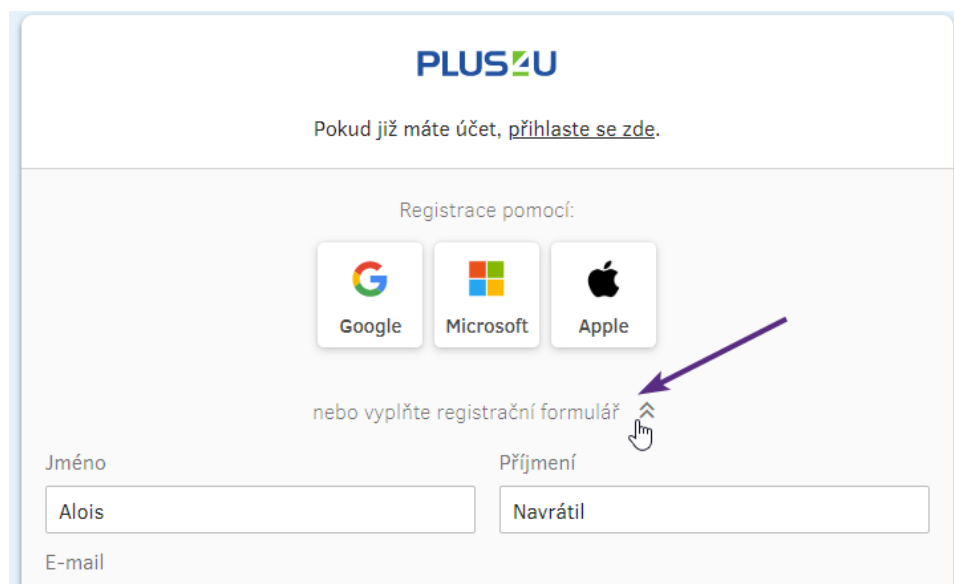 PLUS4U
Pokud již máte účet, přihlaste se zde.
Registrace pomocí:
Google Microsoft Apple
nebo vyplňte registrační formulář
Jméno Příjmení
Alois Navrátil
E-mail